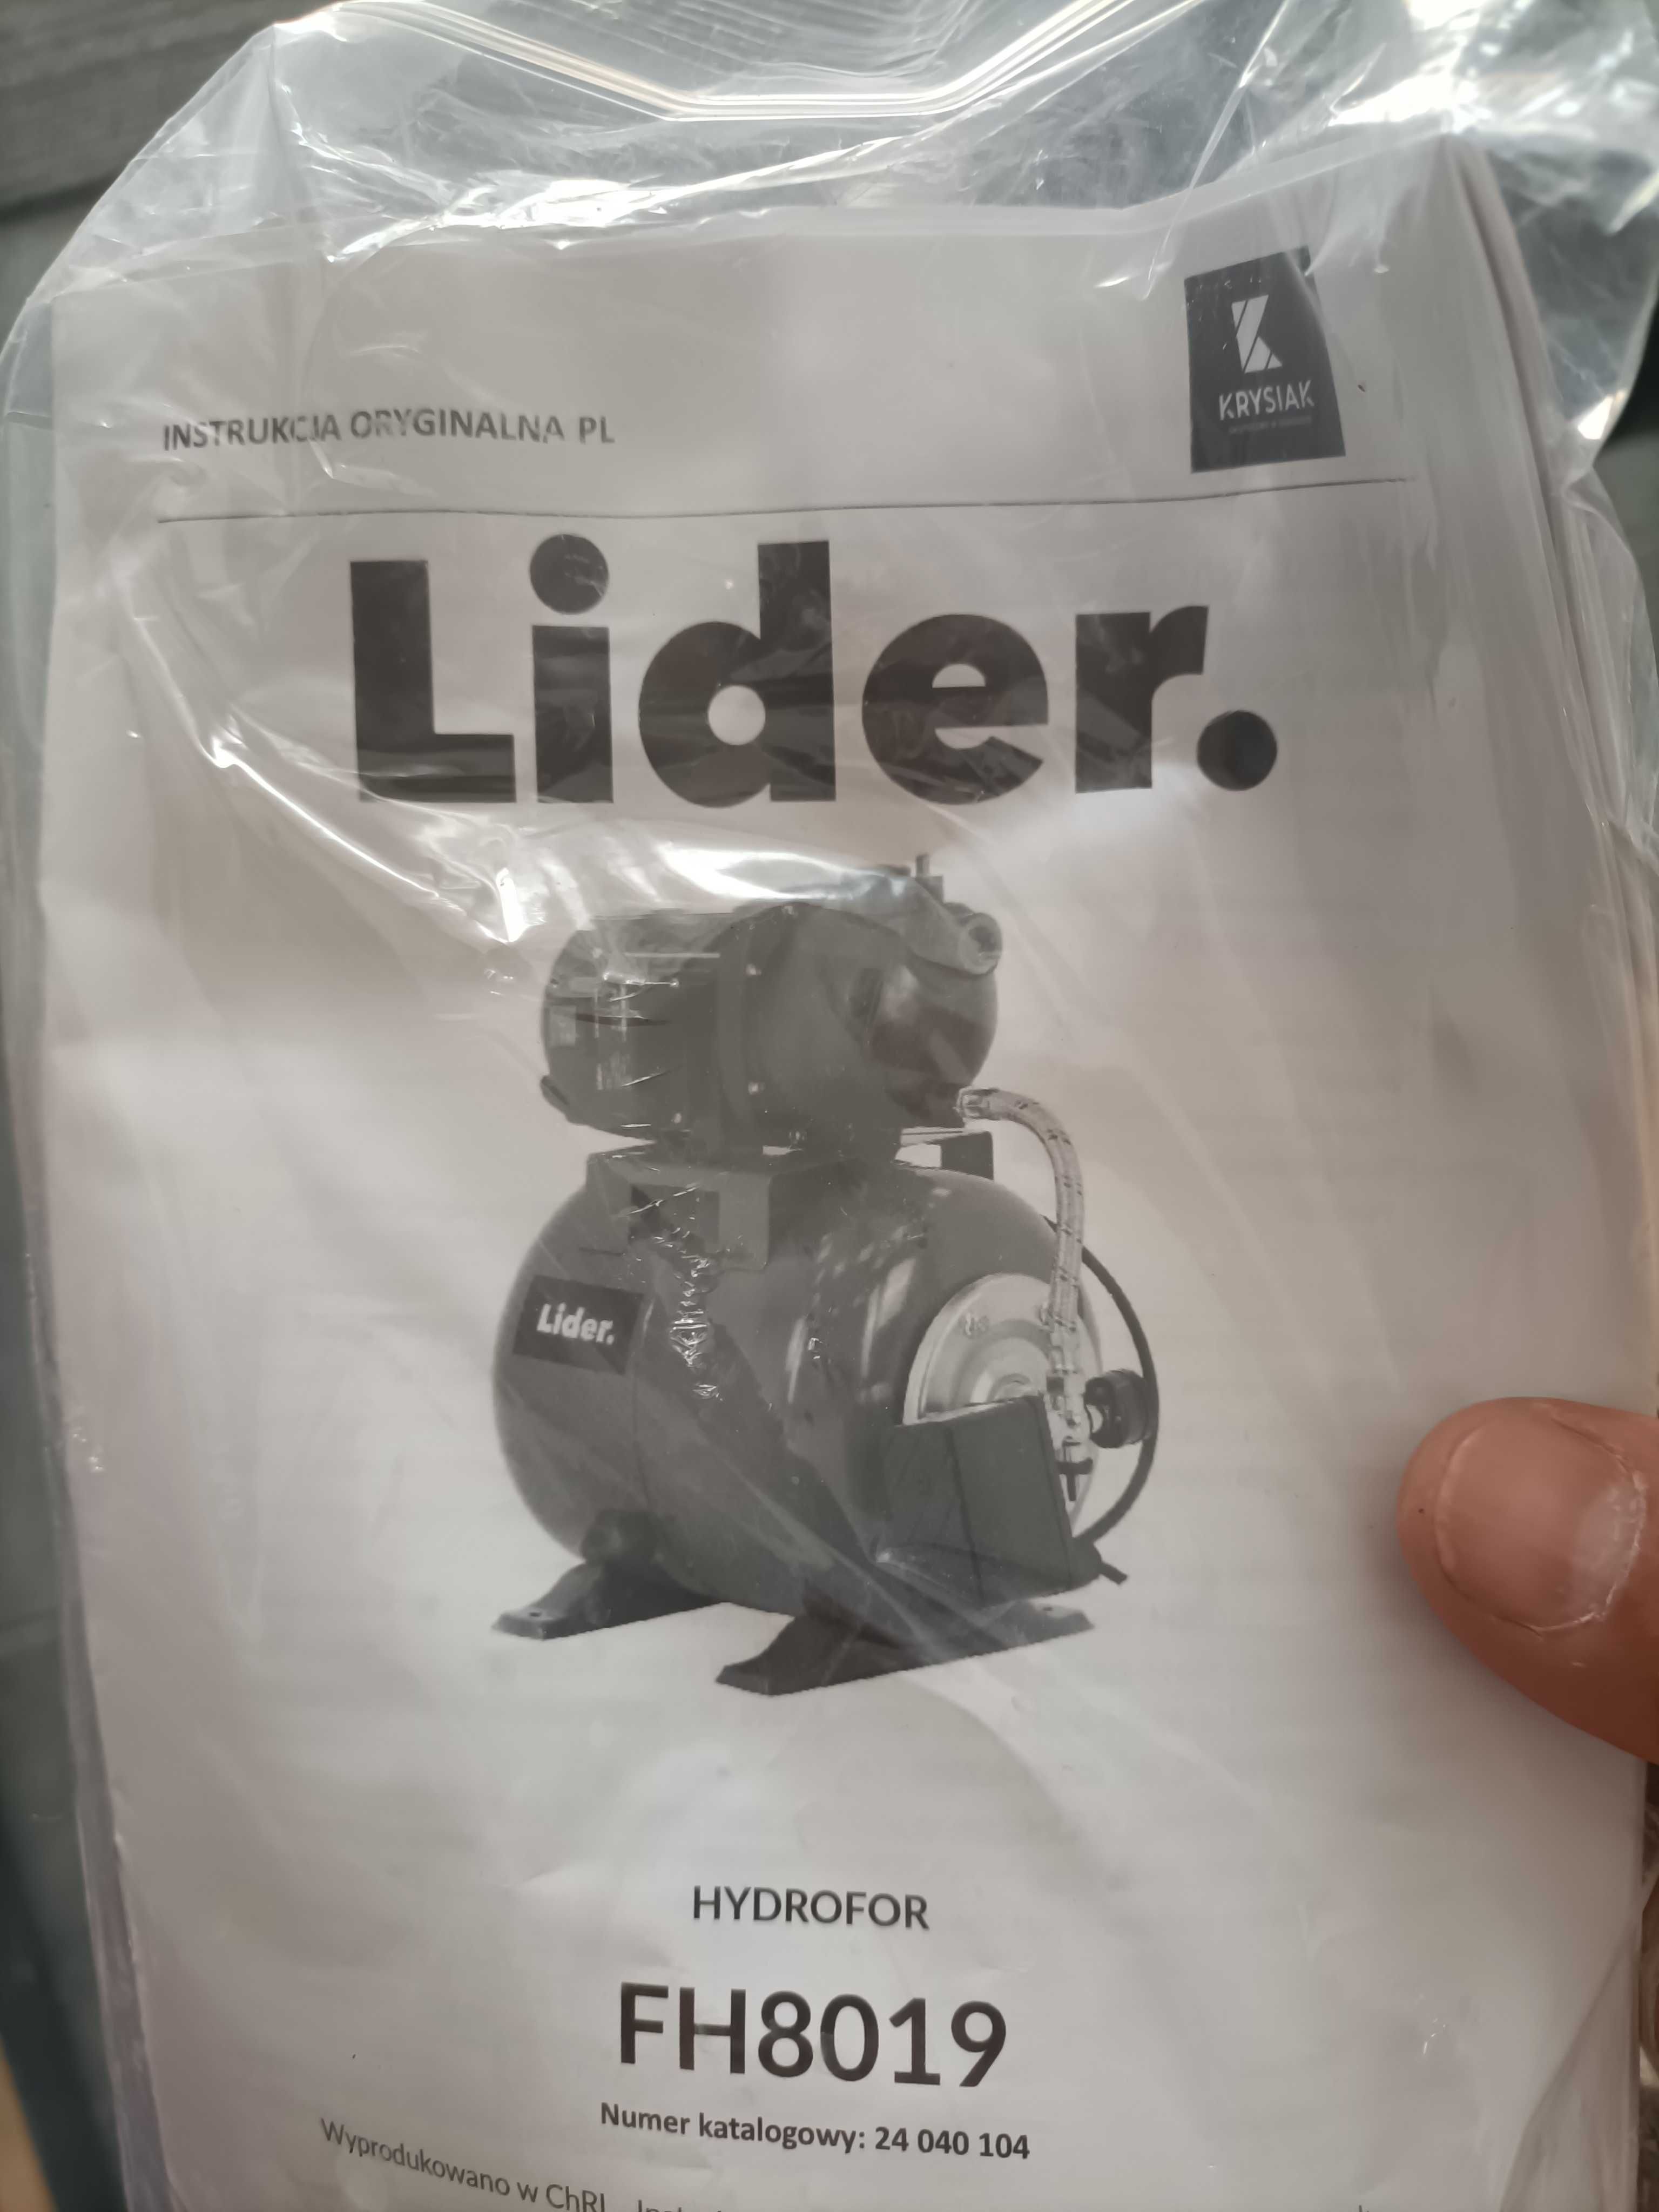 INSTRUKCJA ORYGINALNA PL
KRYSIAK
Lider.
Lider.
HYDROFOR
FH8019
Numer katalogowy: 24 040 104
Wyprodukowano w ChRL